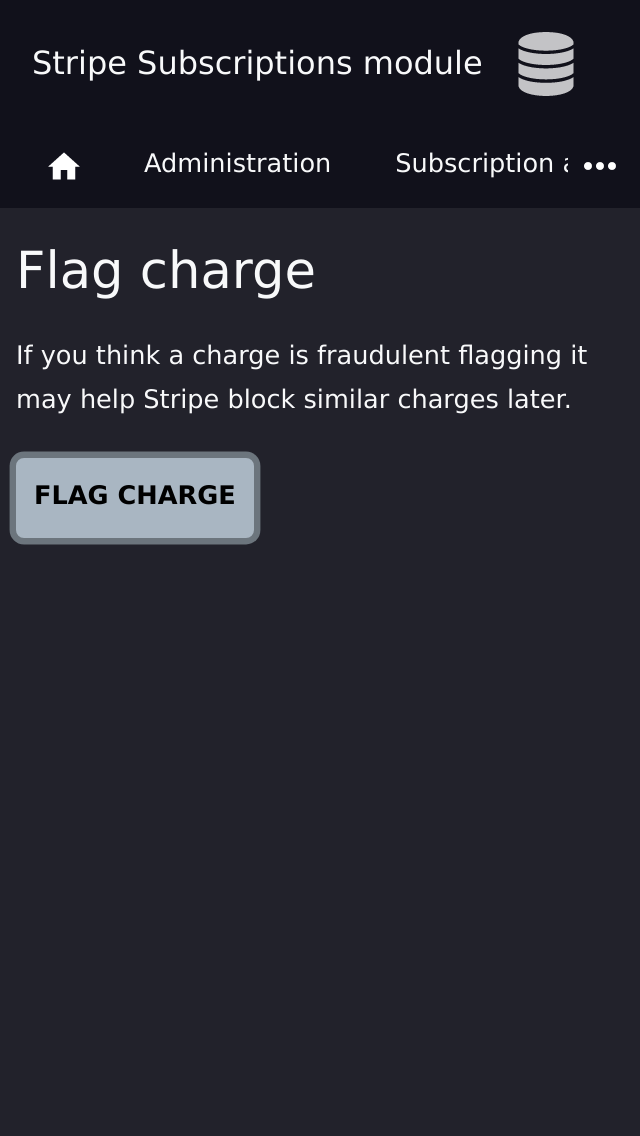 Stripe Subscriptions module
Administration
Subscription
Flag charge
If you think a charge is fraudulent flagging it
may help Stripe block similar charges later.
FLAG CHARGE